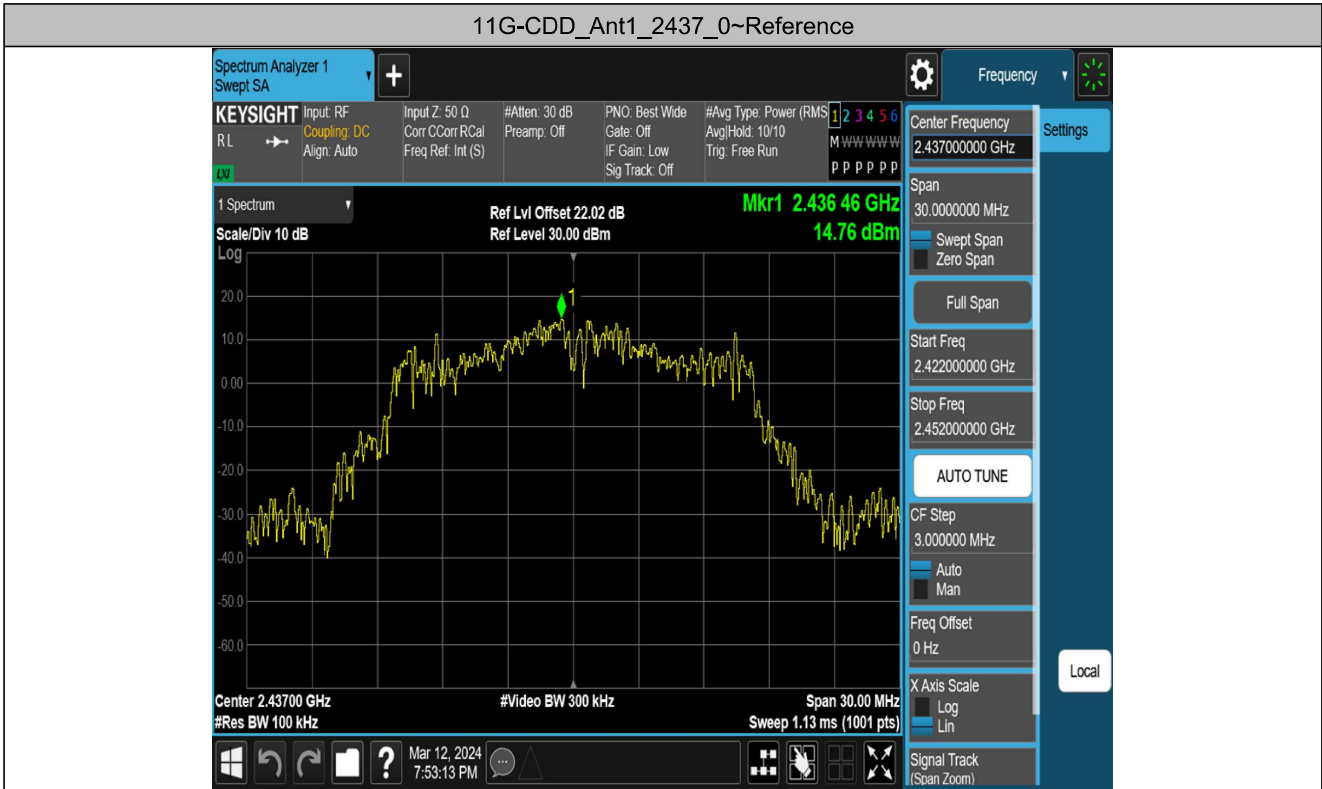 11G-CDD_Ant1_2437_0~Reference
Spectrum Analyzer 1
Swept SA
+
Frequency
KEYSIGHT
RL
LXI
Input: RF
Coupling: DC
Align: Auto
Input Z: 50 Ω
Corr CCorr RCal
Freq Ref: Int (S)
#Atten: 30 dB
Preamp: Off
PNO: Best Wide
Gate: Off
IF Gain: Low
Sig Track: Off
#Avg Type: Power (RMS
Avg|Hold: 10/10
Trig: Free Run
1 2 3 4 5 6
M W W W W W
P P P P P P
1 Spectrum
Scale/Div 10 dB
Log
Ref Lvl Offset 22.02 dB
Ref Level 30.00 dBm
Mkr1 2.436 46 GHz
14.76 dBm
1
20.0
10.0
0.00
-10.0
-20.0
-30.0
-40.0
-50.0
-60.0
Center 2.43700 GHz
#Res BW 100 kHz
#Video BW 300 kHz
Span 30.00 MHz
Sweep 1.13 ms (1001 pts)
Center Frequency
2.437000000 GHz
Settings
Span
30.0000000 MHz
Swept Span
Zero Span
Full Span
Start Freq
2.422000000 GHz
Stop Freq
2.452000000 GHz
AUTO TUNE
CF Step
3.000000 MHz
Auto
Man
Freq Offset
0 Hz
X Axis Scale
Log
Lin
Local
Signal Track
(Span Zoom)
?
Mar 12, 2024
7:53:13 PM